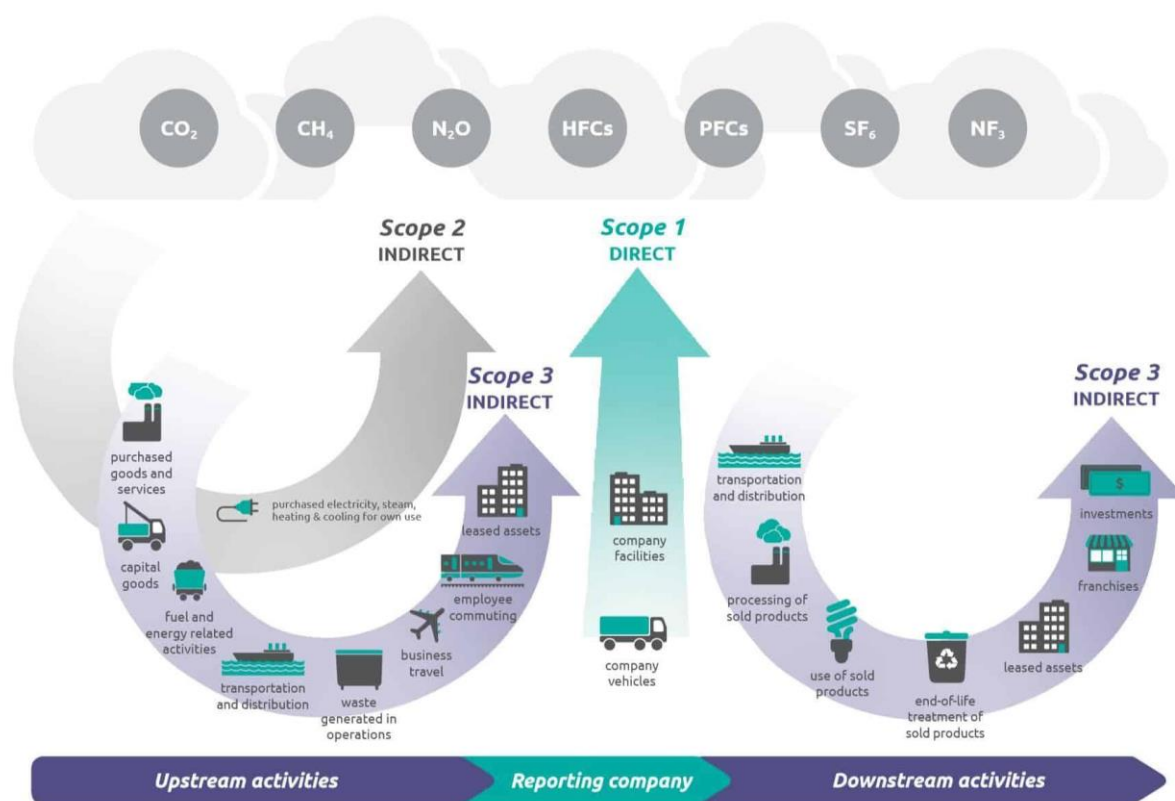 CO₂
CH₄
N₂O
HFCs
PFCs
SF₆
NF₃
Scope 2
INDIRECT
Scope 1
DIRECT
Scope 3
INDIRECT
Scope 3
INDIRECT
purchased
goods and
services
capital
goods
fuel and
energy related
activities
purchased electricity, steam,
heating & cooling for own use
transportation
and distribution
waste
generated in
operations
business
travel
employee
commuting
leased assets
company
facilities
company
vehicles
transportation
and distribution
processing of
sold products
use of sold
products
end-of-life
treatment of
sold products
leased assets
franchises
$
investments
Upstream activities
Reporting company
Downstream activities